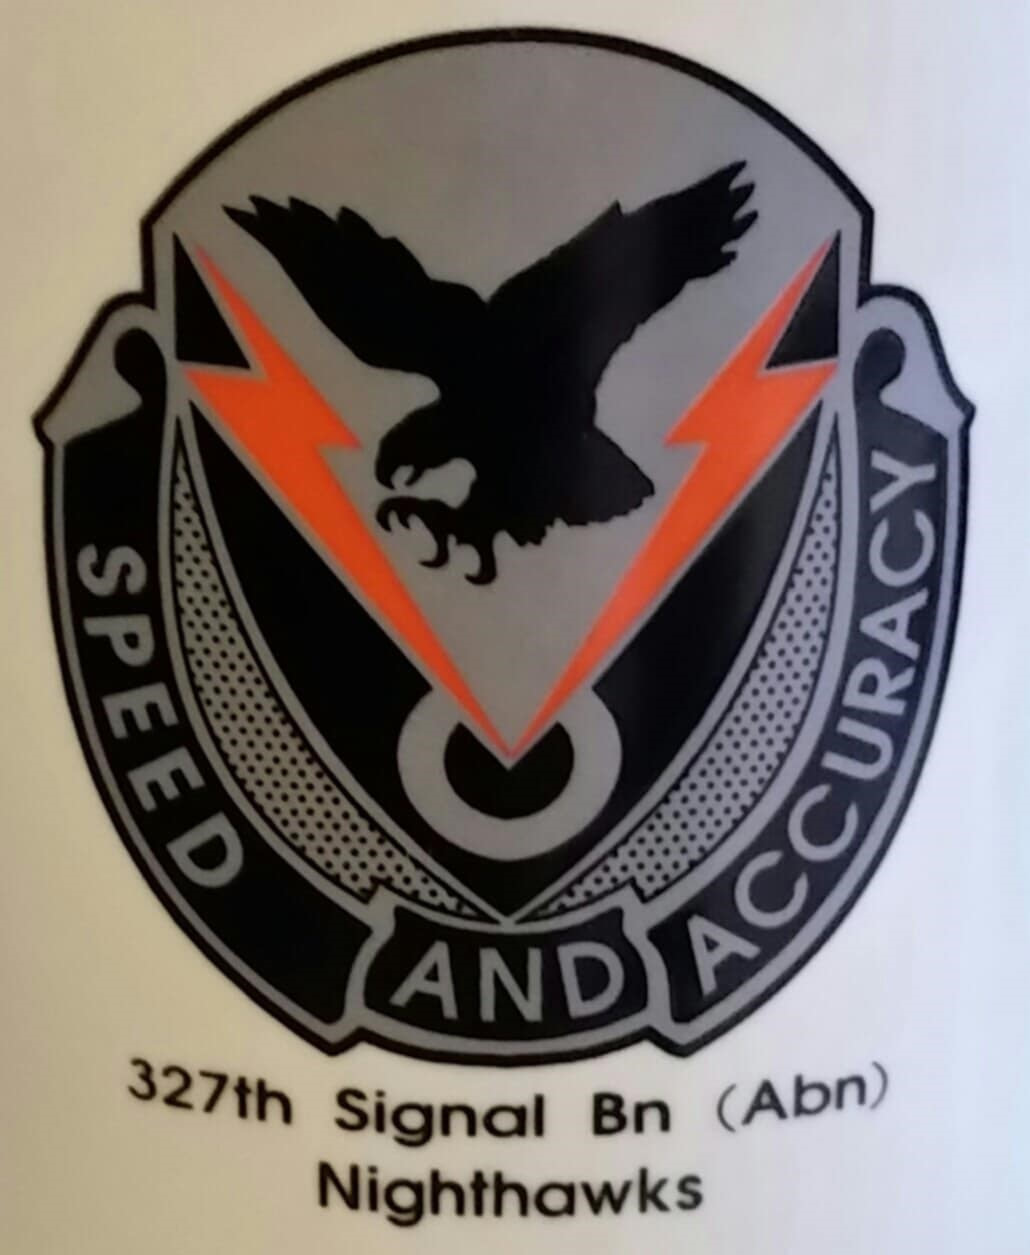 SPEED
AND
ACCURACY
327th Signal Bn (Abn)
Nighthawks